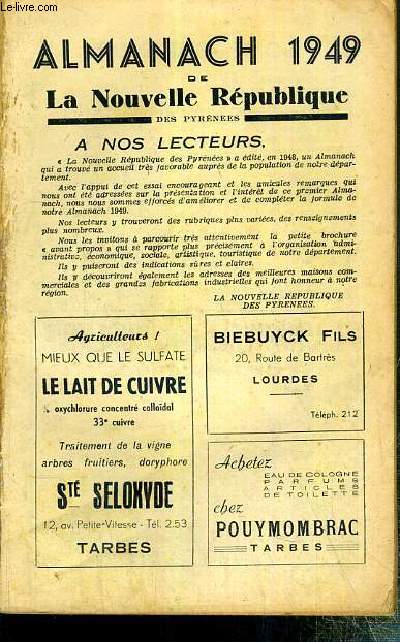 ALMANACH 1949
DE
La Nouvelle République
DES PYRENEES
A NOS LECTEURS,
« La Nouvelle République des Pyrénées » a édité, en 1948, un Almanach
qui a trouvé un accueil très favorable auprès de la population de notre dépar-
tement.
Avec l'appui de cet essai encourageant et les amicales remarques qui
nous ont été adressées sur la présentation et l'intérêt de ce premier Alma-
nach, nous nous sommes efforcés d'améliorer et de compléter la formule de
notre Almanach 1949.
Nos lecteurs y trouveront des rubriques plus variées, des renseignements
plus nombreux.
Nous les invitons à parcourir très attentivement la petite brochure
« avant propos » qui se rapporte plus précisément à l'organisation admi-
nistrative, économique, sociale, artistique, touristique de notre département.
Ils y puiseront des indications sûres et claires.
Ils y découvriront également les adresses des meilleures maisons com-
merciales et des grandes fabrications industrielles qui font honneur à notre
région.
LA NOUVELLE REPUBLIQUE
DES PYRENEES.
Agriculteurs !
MIEUX QUE LE SULFATE
LE LAIT DE CUIVRE
oxychlorure concentré colloïdal
33° cuivre
Traitement de la vigne
arbres fruitiers, doryphore
STÉ SELOXYDE
12, av. Petite-Vitesse - Tél. 2.53
TARBES
BIEBUYCK FILS
20, Route de Bartrès
LOURDES
Téléph. 212
Achetez
EAU DE COLOGNE
PARFUMS
ARTICLES
DE TOILETTE
chez
POUYMOMBRAC
TARBES